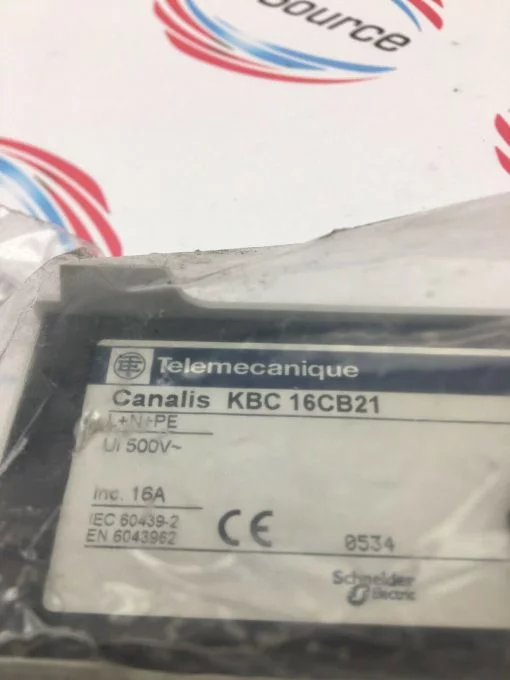 Source
Telemecanique
Canalis KBC 16CB21
L+N+PE
Ui 500V~
Inc. 16A
IEC 60439-2
EN 6043962
CE
0534
Schneider
Electric